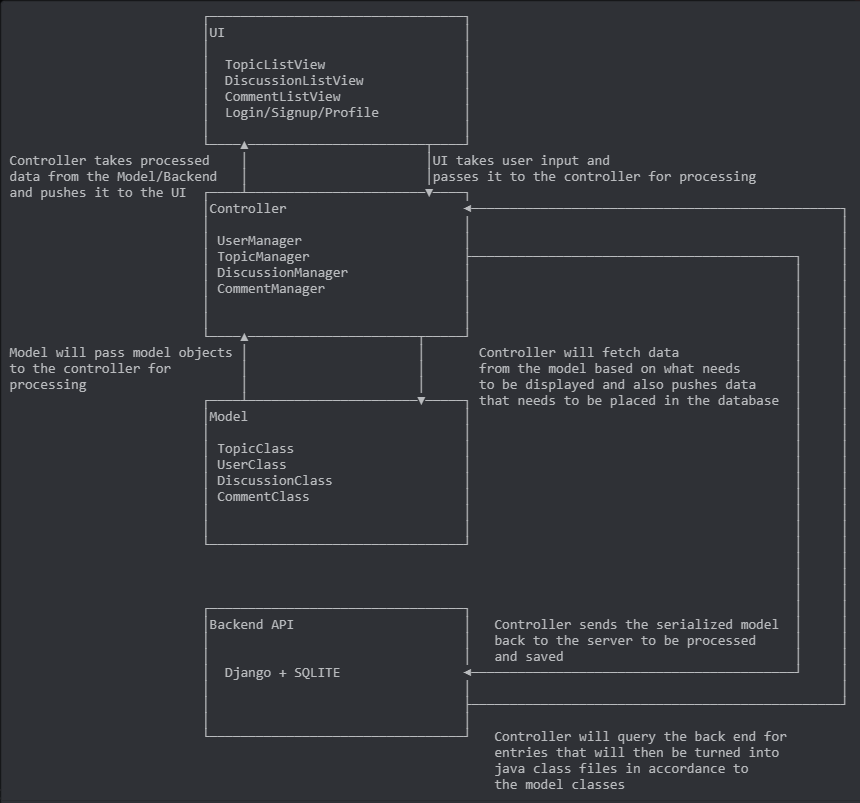 UI
TopicListView
DiscussionListView
CommentListView
Login/Signup/Profile
Controller takes processed
data from the Model/Backend
and pushes it to the UI
UI takes user input and
passes it to the controller for processing
Controller
UserManager
TopicManager
DiscussionManager
CommentManager
Model will pass model objects
to the controller for
processing
Controller will fetch data
from the model based on what needs
to be displayed and also pushes data
that needs to be placed in the database
Model
TopicClass
UserClass
DiscussionClass
CommentClass
Backend API
Django + SQLITE
Controller sends the serialized model
back to the server to be processed
and saved
Controller will query the back end for
entries that will then be turned into
java class files in accordance to
the model classes